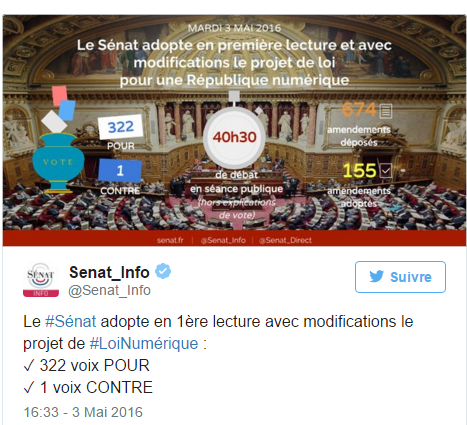 MARDI 3 MAI 2016
Le Sénat adopte en première lecture et avec
modifications le projet de loi
pour une République numérique
VOTE
322
POUR
1
CONTRE
40h30
de débat
en séance publique
(hors explications
de vote)
674
amendements
déposés
155
amendements
adoptés
senat.fr | @Senat_Info | @Senat_Direct
SÉNAT
INFO
Senat_Info
@Senat_Info
Suivre
Le #Sénat adopte en 1ère lecture avec modifications le
projet de #LoiNumérique :
✓ 322 voix POUR
✓ 1 voix CONTRE
16:33 - 3 Mai 2016